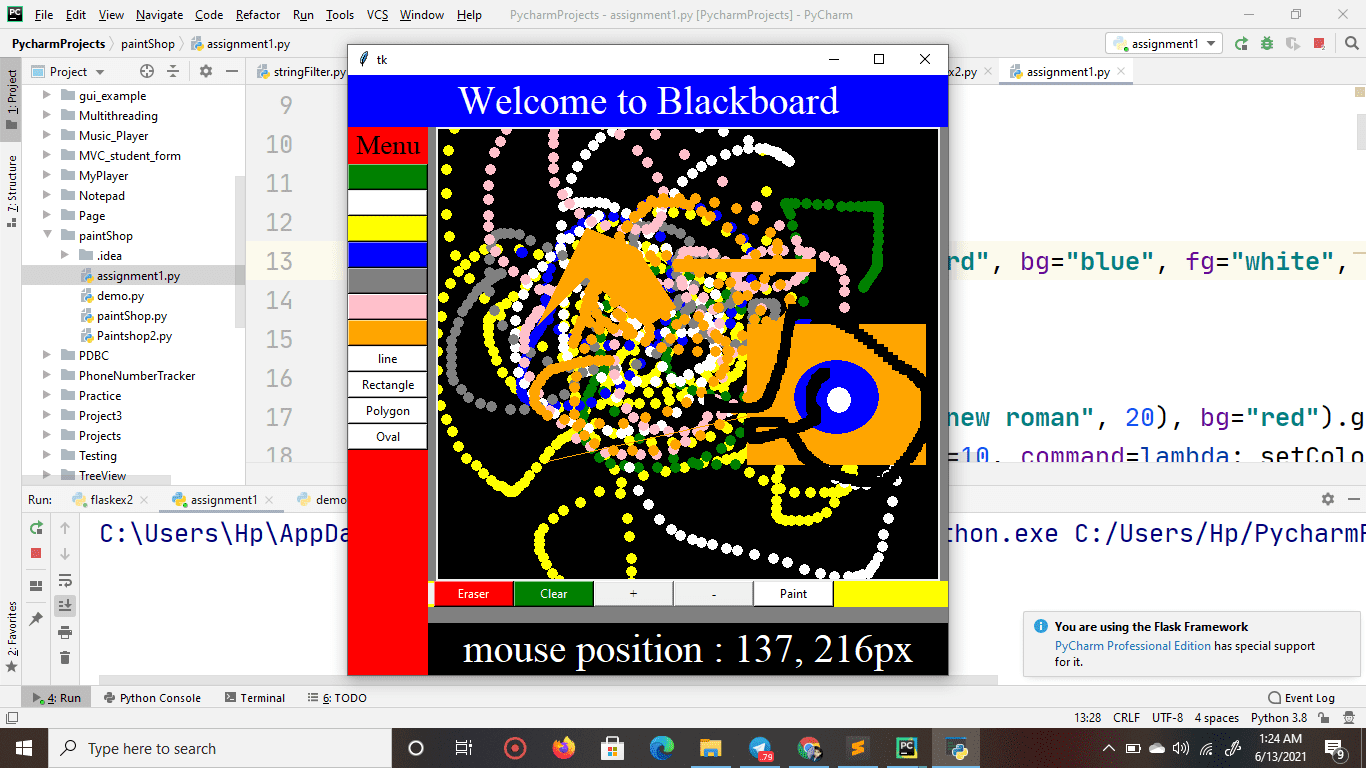 File Edit View Navigate Code Refactor Run Tools VCS Window Help PycharmProjects - assignment1.py [PycharmProjects] - PyCharm
PycharmProjects paintShop assignment1.py assignment1
1: Project
7: Structure
2: Favorites
Project
stringFilter.py
x2.py
assignment1.py
gui_example
Multithreading
Music_Player
MVC_student_form
MyPlayer
Notepad
Page
paintShop
.idea
assignment1.py
demo.py
paintShop.py
Paintshop2.py
PDBC
PhoneNumberTracker
Practice
Project3
Projects
Testing
TreeView
9
10
11
12
13
14
15
16
17
18
rd", bg="blue", fg="white",
new roman", 20), bg="red").g
=10, command=lambda: setColo
tk
Welcome to Blackboard
Menu
line
Rectangle
Polygon
Oval
Eraser Clear + - Paint
mouse position : 137, 216px
Run: flaskex2 assignment1 demo
C:\Users\Hp\AppDa
thon.exe C:/Users/Hp/PycharmP
You are using the Flask Framework
PyCharm Professional Edition has special support
for it.
4: Run Python Console Terminal 6: TODO Event Log
13:28 CRLF UTF-8 4 spaces Python 3.8
Type here to search
79
1:24 AM
6/13/2021
9